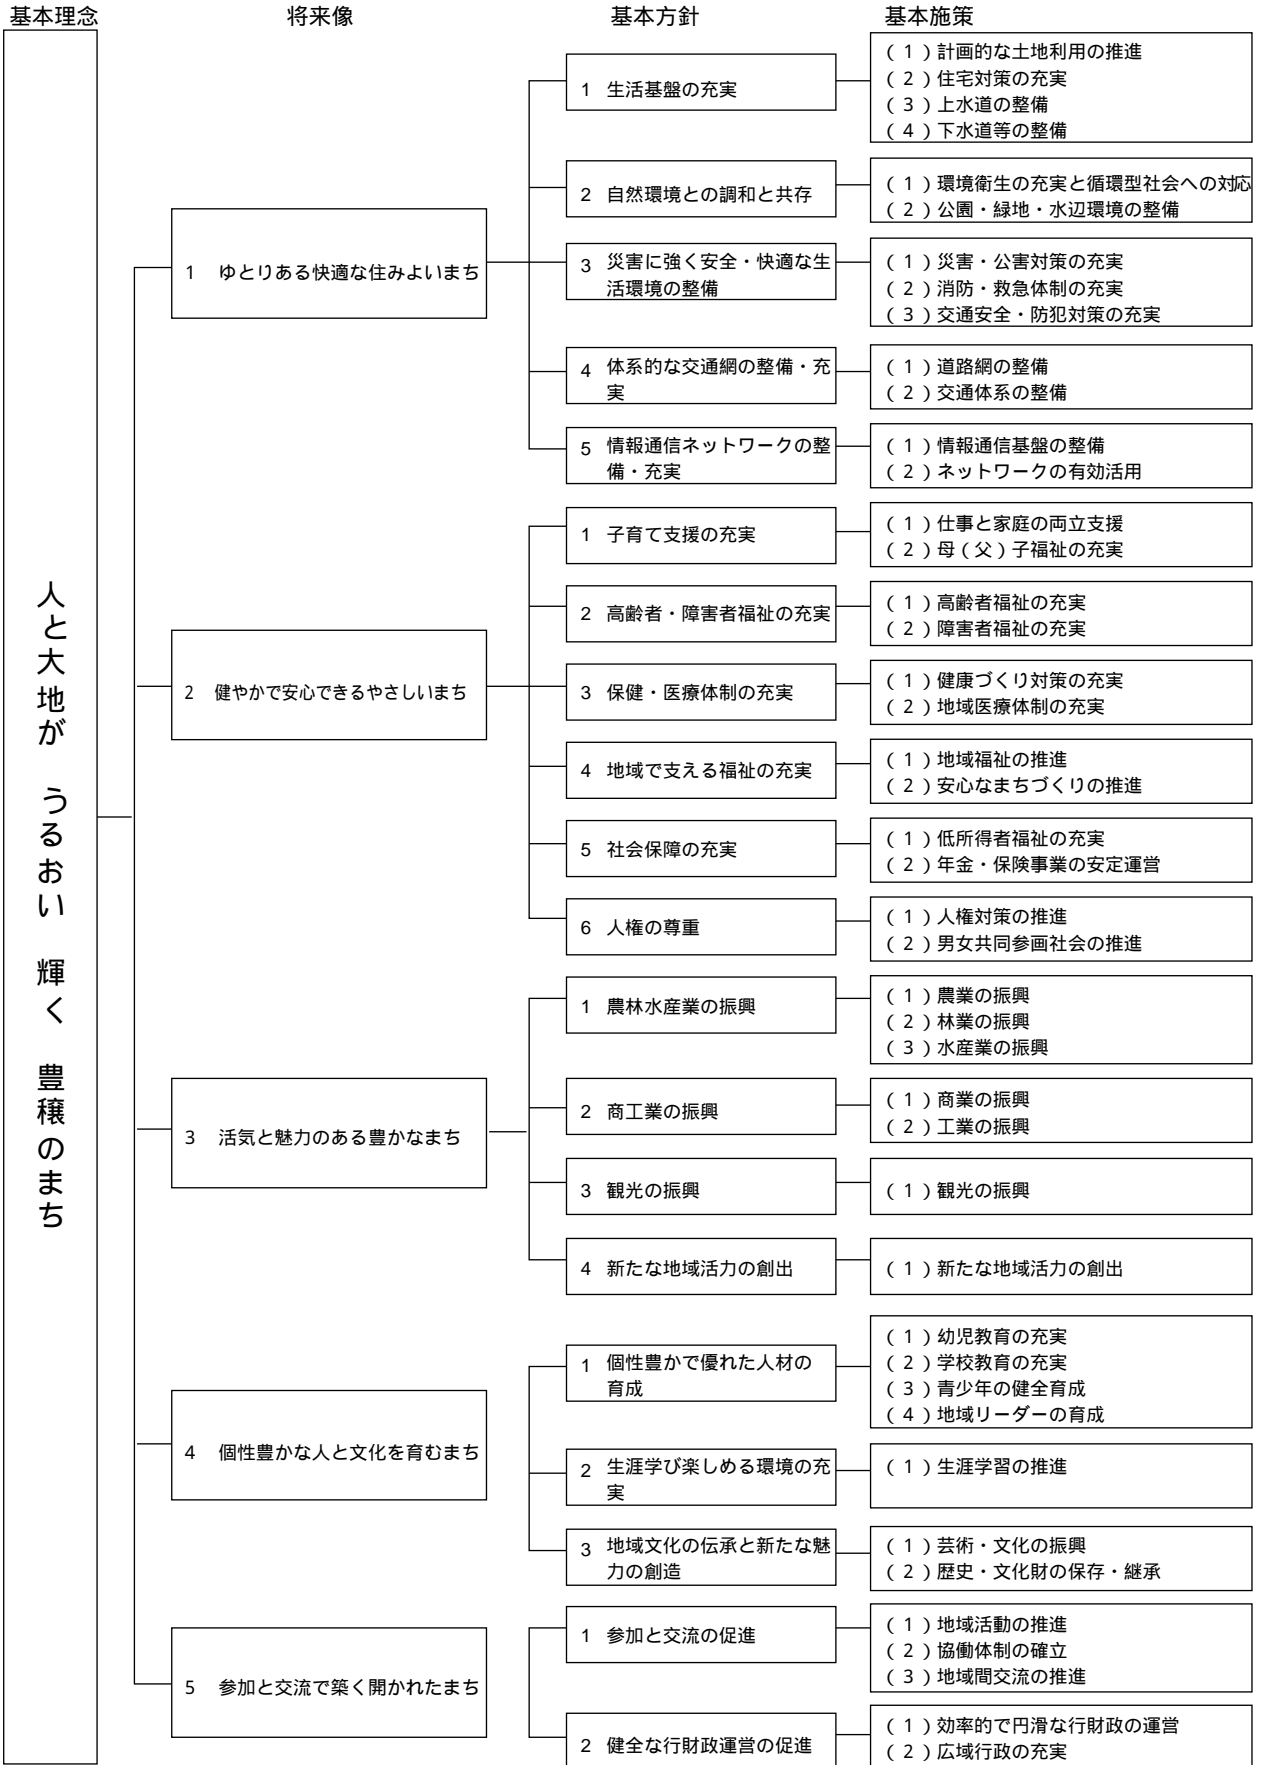 基本理念 将来像 基本方針 基本施策
人と大地が うるおい 輝く 豊穣のまち
1 ゆとりある快適な住みよいまち
1 生活基盤の充実
(1)計画的な土地利用の推進
(2)住宅対策の充実
(3)上水道の整備
(4)下水道等の整備
2 自然環境との調和と共存
(1)環境衛生の充実と循環型社会への対応
(2)公園・緑地・水辺環境の整備
3 災害に強く安全・快適な生
活環境の整備
(1)災害・公害対策の充実
(2)消防・救急体制の充実
(3)交通安全・防犯対策の充実
4 体系的な交通網の整備・充
実
(1)道路網の整備
(2)交通体系の整備
5 情報通信ネットワークの整
備・充実
(1)情報通信基盤の整備
(2)ネットワークの有効活用
2 健やかで安心できるやさしいまち
1 子育て支援の充実
(1)仕事と家庭の両立支援
(2)母(父)子福祉の充実
2 高齢者・障害者福祉の充実
(1)高齢者福祉の充実
(2)障害者福祉の充実
3 保健・医療体制の充実
(1)健康づくり対策の充実
(2)地域医療体制の充実
4 地域で支える福祉の充実
(1)地域福祉の推進
(2)安心なまちづくりの推進
5 社会保障の充実
(1)低所得者福祉の充実
(2)年金・保険事業の安定運営
6 人権の尊重
(1)人権対策の推進
(2)男女共同参画社会の推進
3 活気と魅力のある豊かなまち
1 農林水産業の振興
(1)農業の振興
(2)林業の振興
(3)水産業の振興
2 商工業の振興
(1)商業の振興
(2)工業の振興
3 観光の振興
(1)観光の振興
4 新たな地域活力の創出
(1)新たな地域活力の創出
4 個性豊かな人と文化を育むまち
1 個性豊かで優れた人材の
育成
(1)幼児教育の充実
(2)学校教育の充実
(3)青少年の健全育成
(4)地域リーダーの育成
2 生涯学び楽しめる環境の充
実
(1)生涯学習の推進
3 地域文化の伝承と新たな魅
力の創造
(1)芸術・文化の振興
(2)歴史・文化財の保存・継承
5 参加と交流で築く開かれたまち
1 参加と交流の促進
(1)地域活動の推進
(2)協働体制の確立
(3)地域間交流の推進
2 健全な行財政運営の促進
(1)効率的で円滑な行財政の運営
(2)広域行政の充実